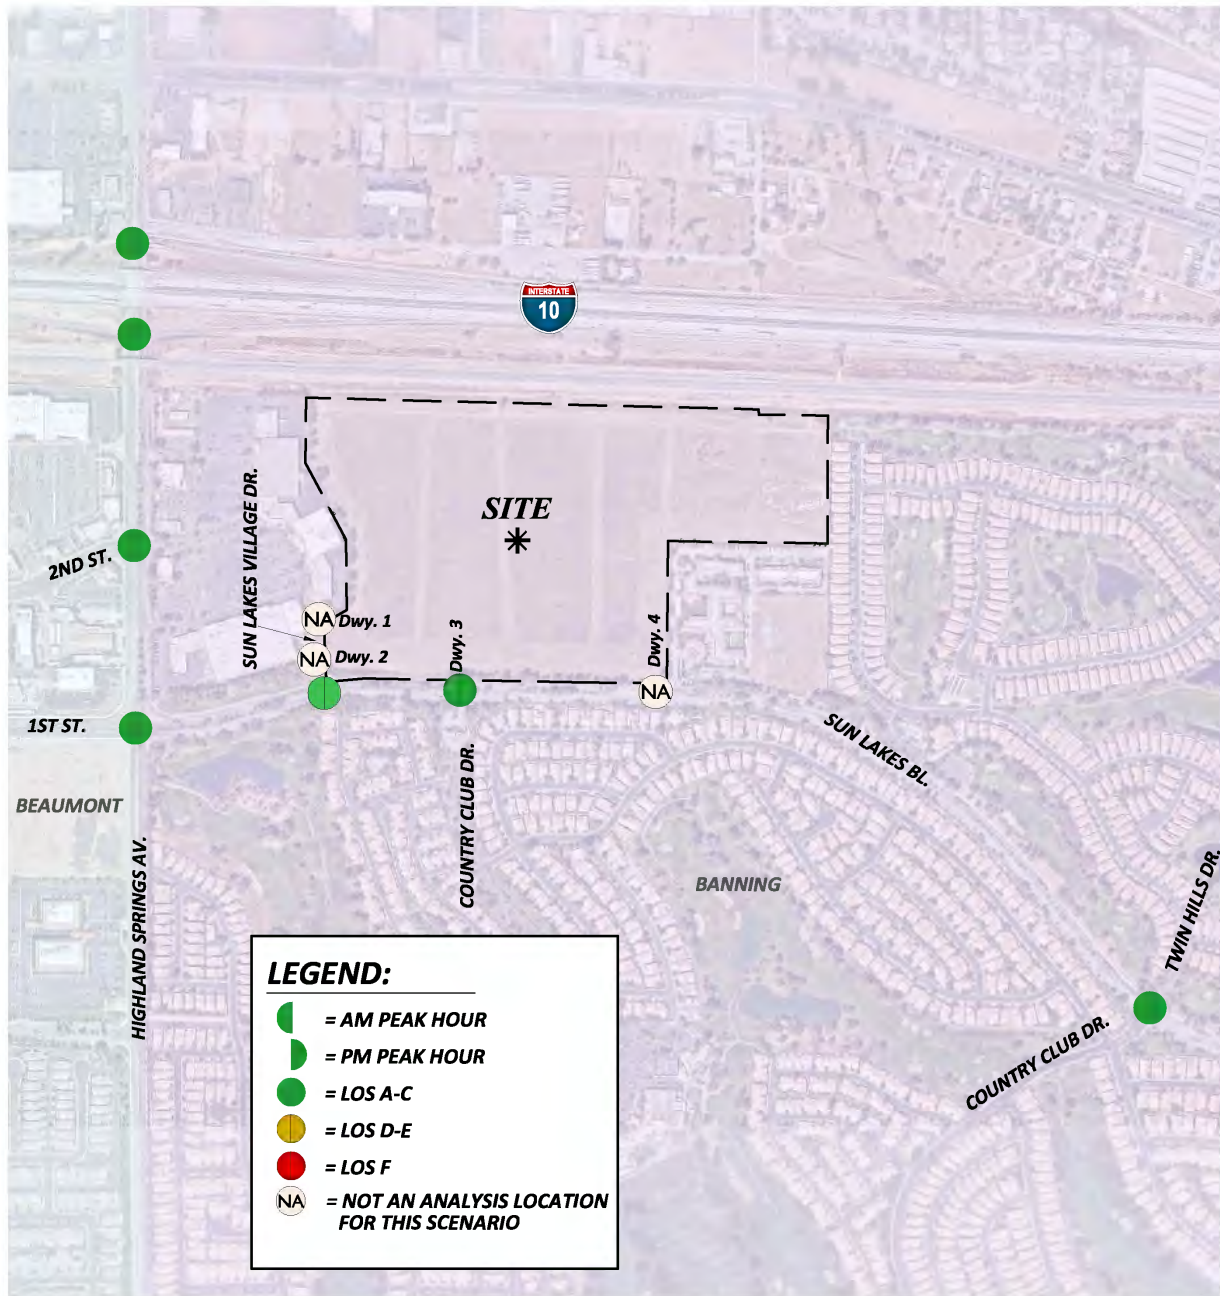 INTERSTATE
10
SITE
SUN LAKES VILLAGE DR.
2ND ST.
NA
Dwy. 1
NA
Dwy. 2
Dwy. 3
Dwy. 4
NA
1ST ST.
SUN LAKES BL.
BEAUMONT
COUNTRY CLUB DR.
HIGHLAND SPRINGS AV.
BANNING
TWIN HILLS DR.
COUNTRY CLUB DR.
LEGEND:
= AM PEAK HOUR
= PM PEAK HOUR
= LOS A-C
= LOS D-E
= LOS F
NA
= NOT AN ANALYSIS LOCATION
FOR THIS SCENARIO